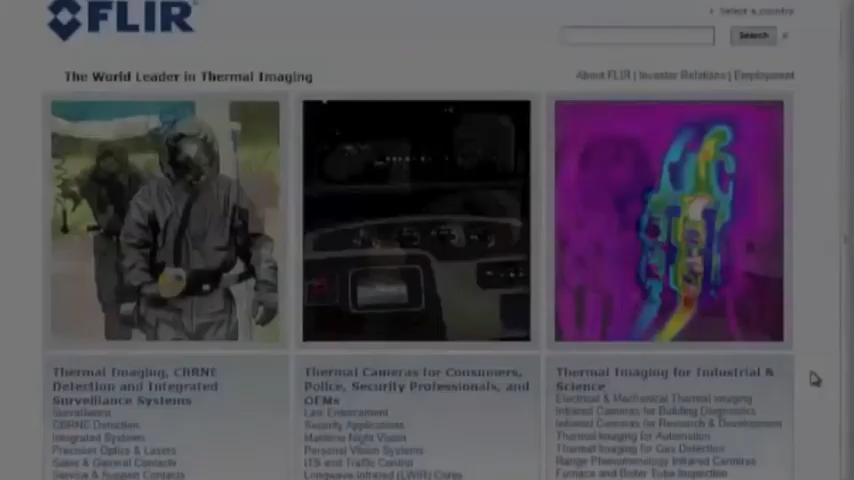 FLIR
Select a country
Search
The World Leader in Thermal Imaging
About FLIR | Investor Relations | Employment
Thermal Imaging, CBRNE
Detection and Integrated
Surveillance Systems
Surveillance
CBRNE Detection
Integrated Systems
Precision Optics & Lasers
Sales & General Contacts
Service & Support Contacts
Thermal Cameras for Consumers,
Police, Security Professionals, and
OEMs
Law Enforcement
Security Applications
Maritime Night Vision
Personal Vision Systems
ITS and Traffic Control
Longwave Infrared (LWIR) Cores
Thermal Imaging for Industrial &
Science
Electrical & Mechanical Thermal Imaging
Infrared Cameras for Building Diagnostics
Infrared Cameras for Research & Development
Thermal Imaging for Automation
Thermal Imaging for Gas Detection
Range Phenomenology Infrared Cameras
Furnace and Boiler Tube Inspection